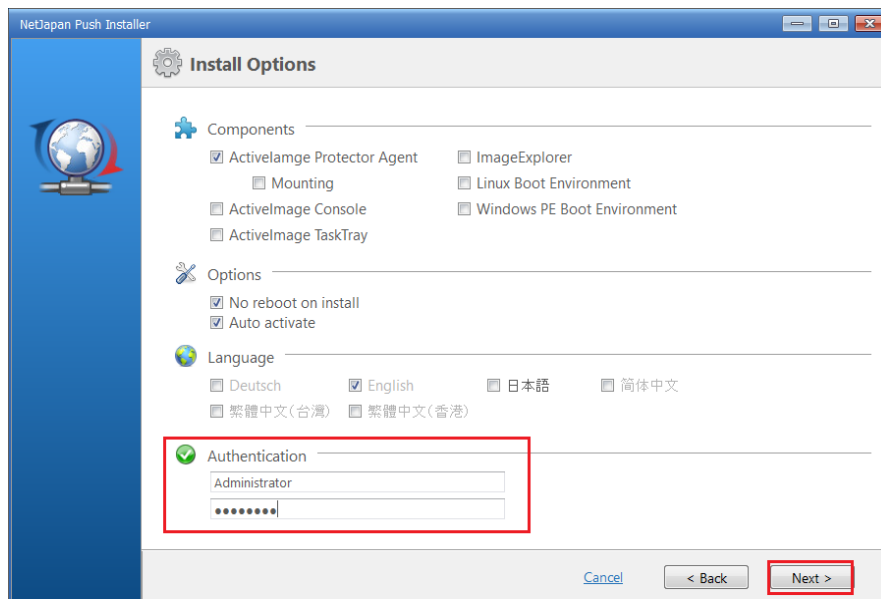 NetJapan Push Installer
Install Options
Components
ActiveIamge Protector Agent
ImageExplorer
Mounting
Linux Boot Environment
ActiveImage Console
Windows PE Boot Environment
ActiveImage TaskTray
Options
No reboot on install
Auto activate
Language
Deutsch English 日本語 简体中文
繁體中文(台灣) 繁體中文(香港)
Authentication
Administrator
●●●●●●●●
Cancel < Back Next >